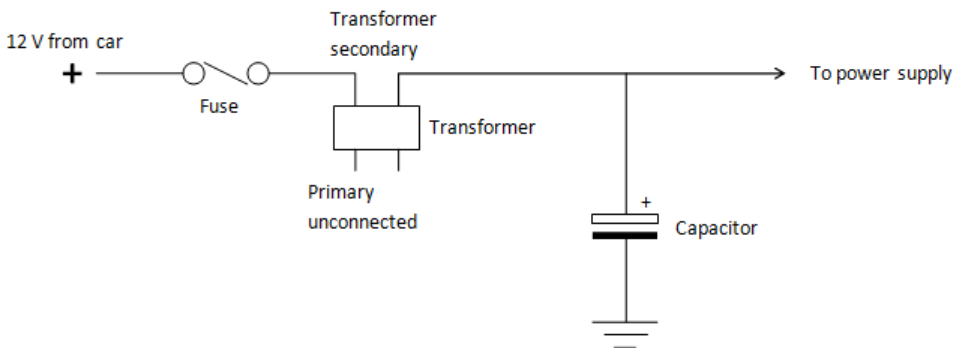 Transformer
secondary
12 V from car
+
To power supply
Fuse
Transformer
Primary
unconnected
+
Capacitor